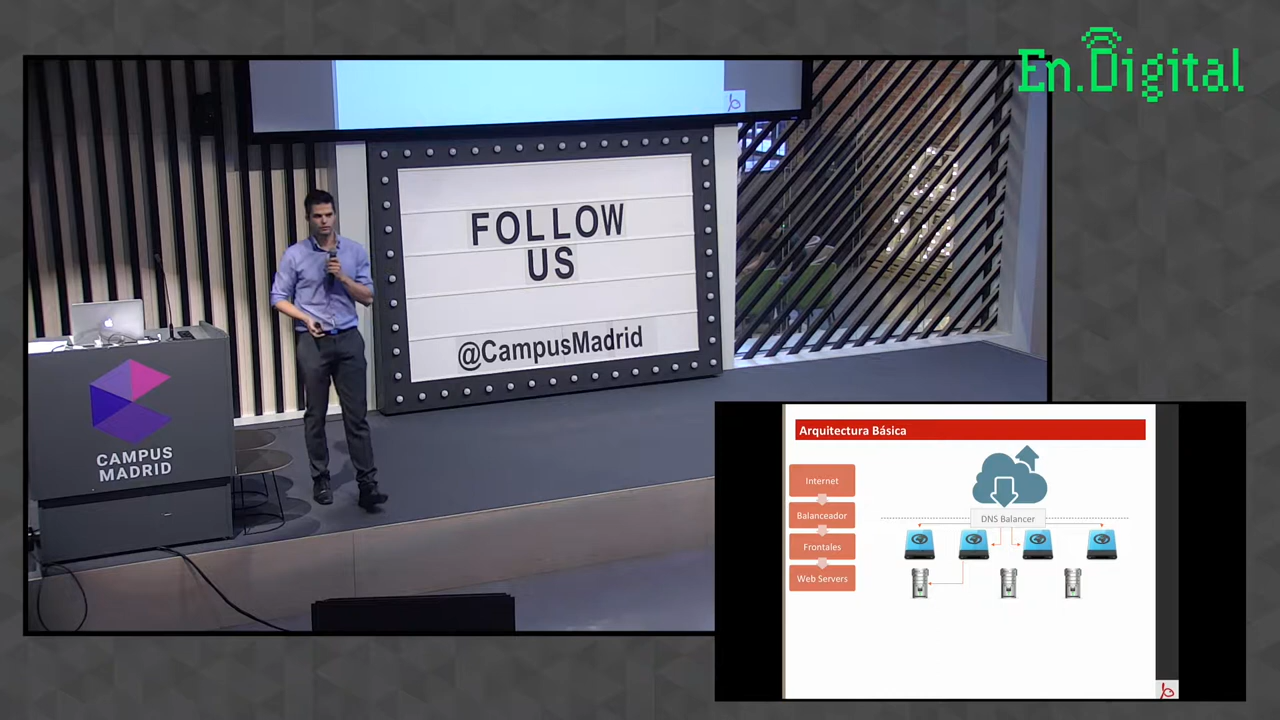 En.Digital
FOLLOW
US
@CampusMadrid
CAMPUS
MADRID
Arquitectura Básica
Internet
Balanceador
Frontales
Web Servers
DNS Balancer
b
b